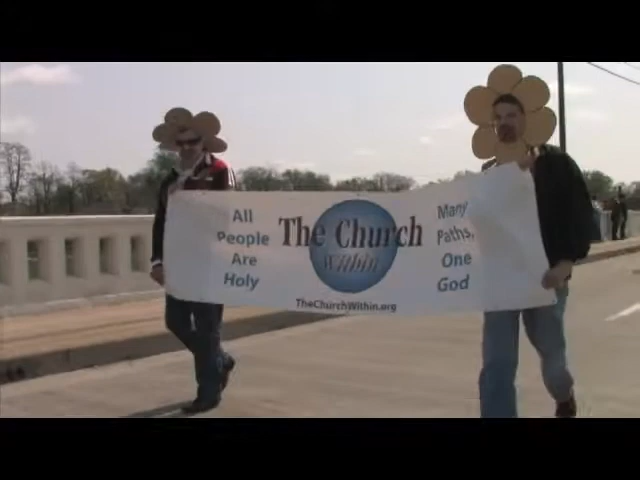 All
People
Are
Holy
The Church
Within
Many
Paths,
One
God
TheChurchWithin.org